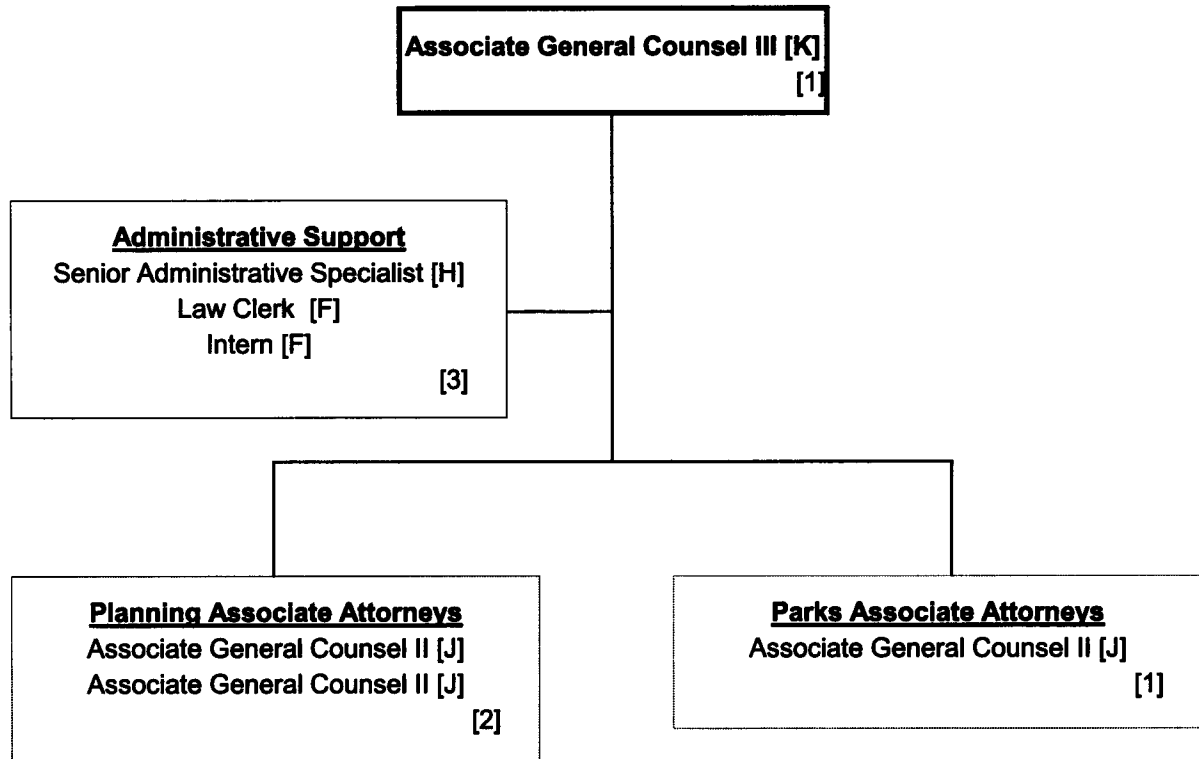 Associate General Counsel III [K]
[1]
Administrative Support
Senior Administrative Specialist [H]
Law Clerk [F]
Intern [F]
[3]
Planning Associate Attorneys
Associate General Counsel II [J]
Associate General Counsel II [J]
[2]
Parks Associate Attorneys
Associate General Counsel II [J]
[1]